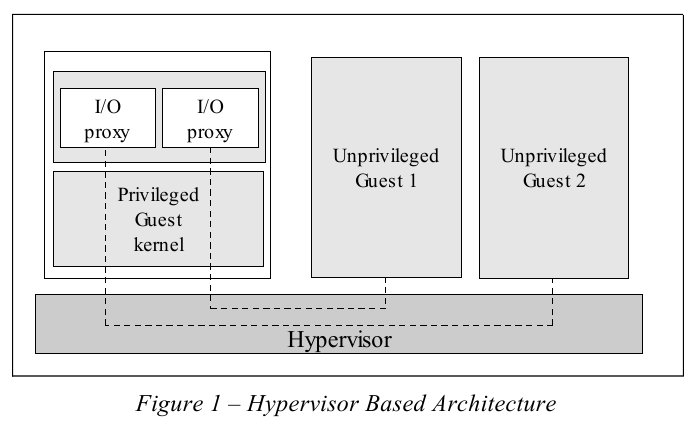 I/O
proxy
I/O
proxy
Privileged
Guest
kernel
Unprivileged
Guest 1
Unprivileged
Guest 2
Hypervisor
Figure 1 – Hypervisor Based Architecture